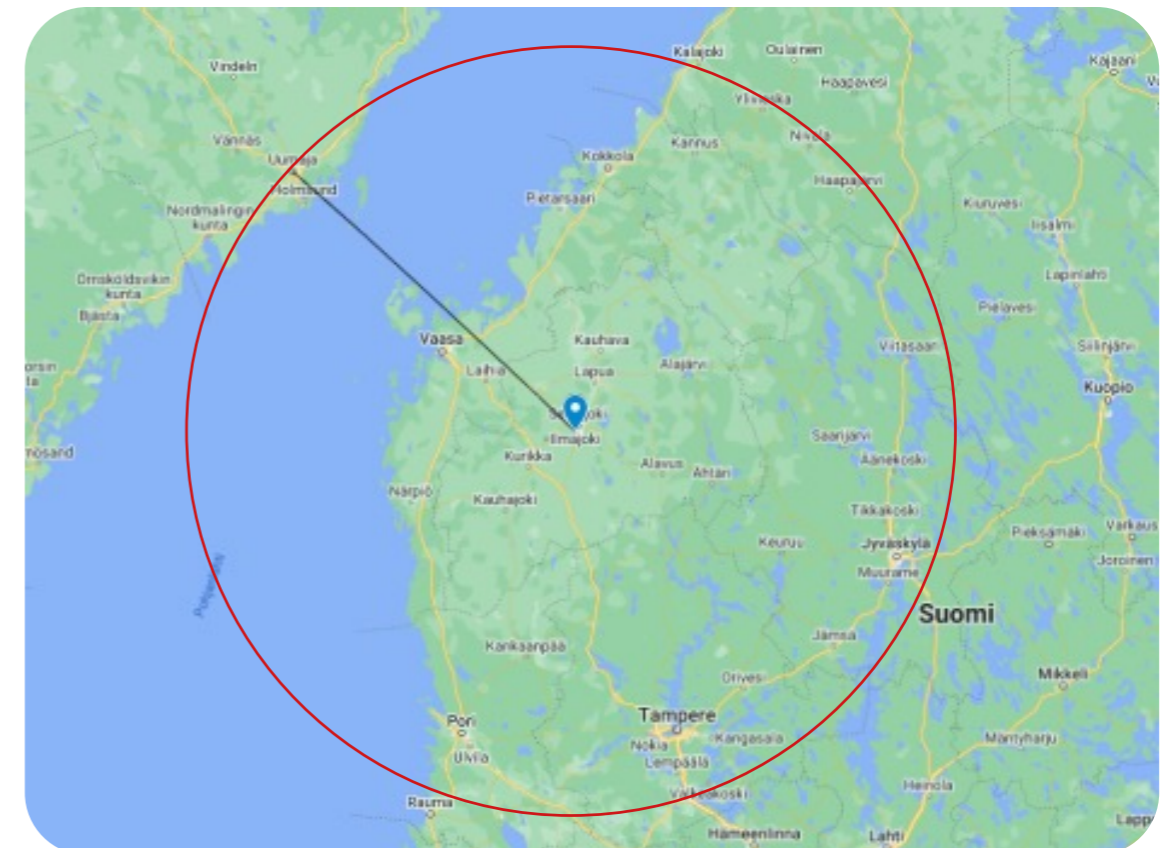 Kalajoki
Oulainen
Vindeln
Kajaani
Haapavesi
Ylivieska
Vännäs
Kannus
Nivala
Uumaja
Kokkola
Holmsund
Haapajärvi
Pietarsaari
Nordmalingin
kunta
Kiuruvesi
Iisalmi
Lapinlahti
Örnsköldsvikin
kunta
Bjästa
Pielavesi
Vaasa
Kauhava
Viitasaari
Siilinjärvi
Alajärvi
Laihia
Lapua
Kuopio
Ilmajoki
Saarijärvi
Kurikka
Alavus
Ähtäri
Äänekoski
Närpiö
Kauhajoki
Tikkakoski
Keuruu
Jyväskylä
Pieksämäki
Varkaus
Joroinen
Muurame
Suomi
Jämsä
Kankaanpää
Orivesi
Mikkeli
Pori
Tampere
Nokia
Kangasala
Mäntyharju
Ulvila
Lempäälä
Heinola
Rauma
Valkeakoski
Hämeenlinna
Lahti